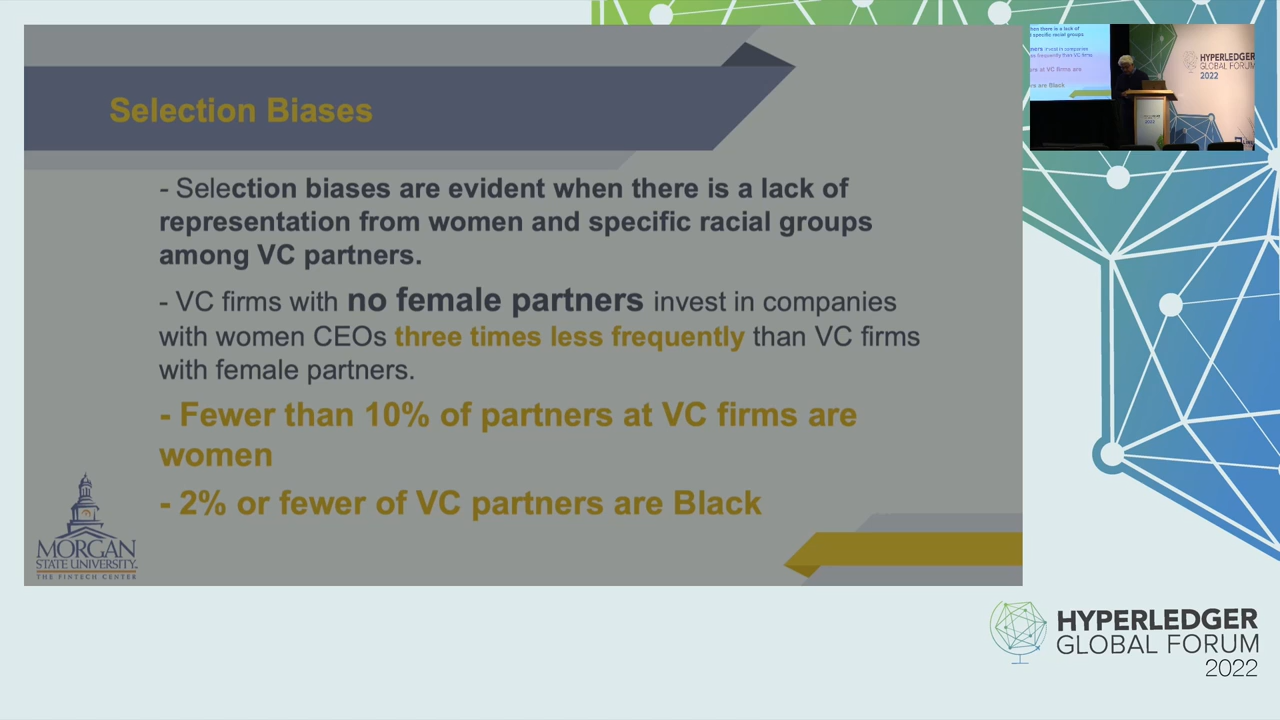 Selection Biases
- Selection biases are evident when there is a lack of
representation from women and specific racial groups
among VC partners.
- VC firms with no female partners invest in companies
with women CEOs three times less frequently than VC firms
with female partners.
- Fewer than 10% of partners at VC firms are
women
- 2% or fewer of VC partners are Black
MORGAN
STATE UNIVERSITY
THE FINTECH CENTER
HYPERLEDGER
GLOBAL FORUM
2022
HYPERLEDGER
GLOBAL FORUM
2022